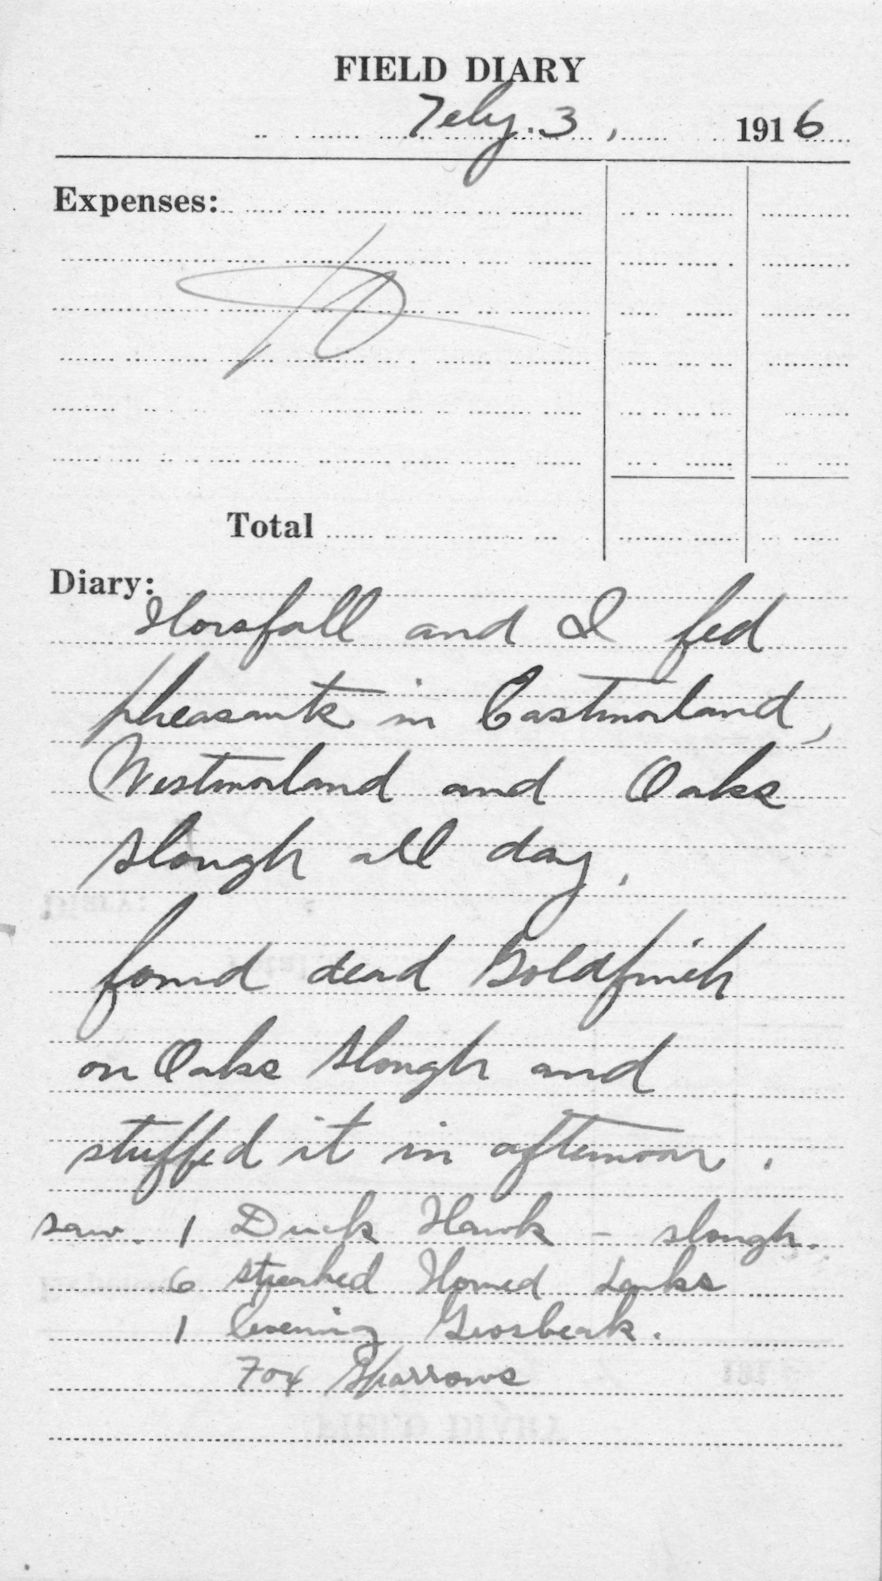 FIELD DIARY
Feby. 3, 1916
Expenses:
Total
Diary:
Horsfall and I fed
pheasants in Eastmorland,
Westmorland and Oaks
slough all day.
found dead Goldfinch
on Oaks slough and
stuffed it in afternoon.
saw. 1 Duck Hawk - slough.
6 streaked Horned Larks
1 Evening Grosbeak.
Fox Sparrows